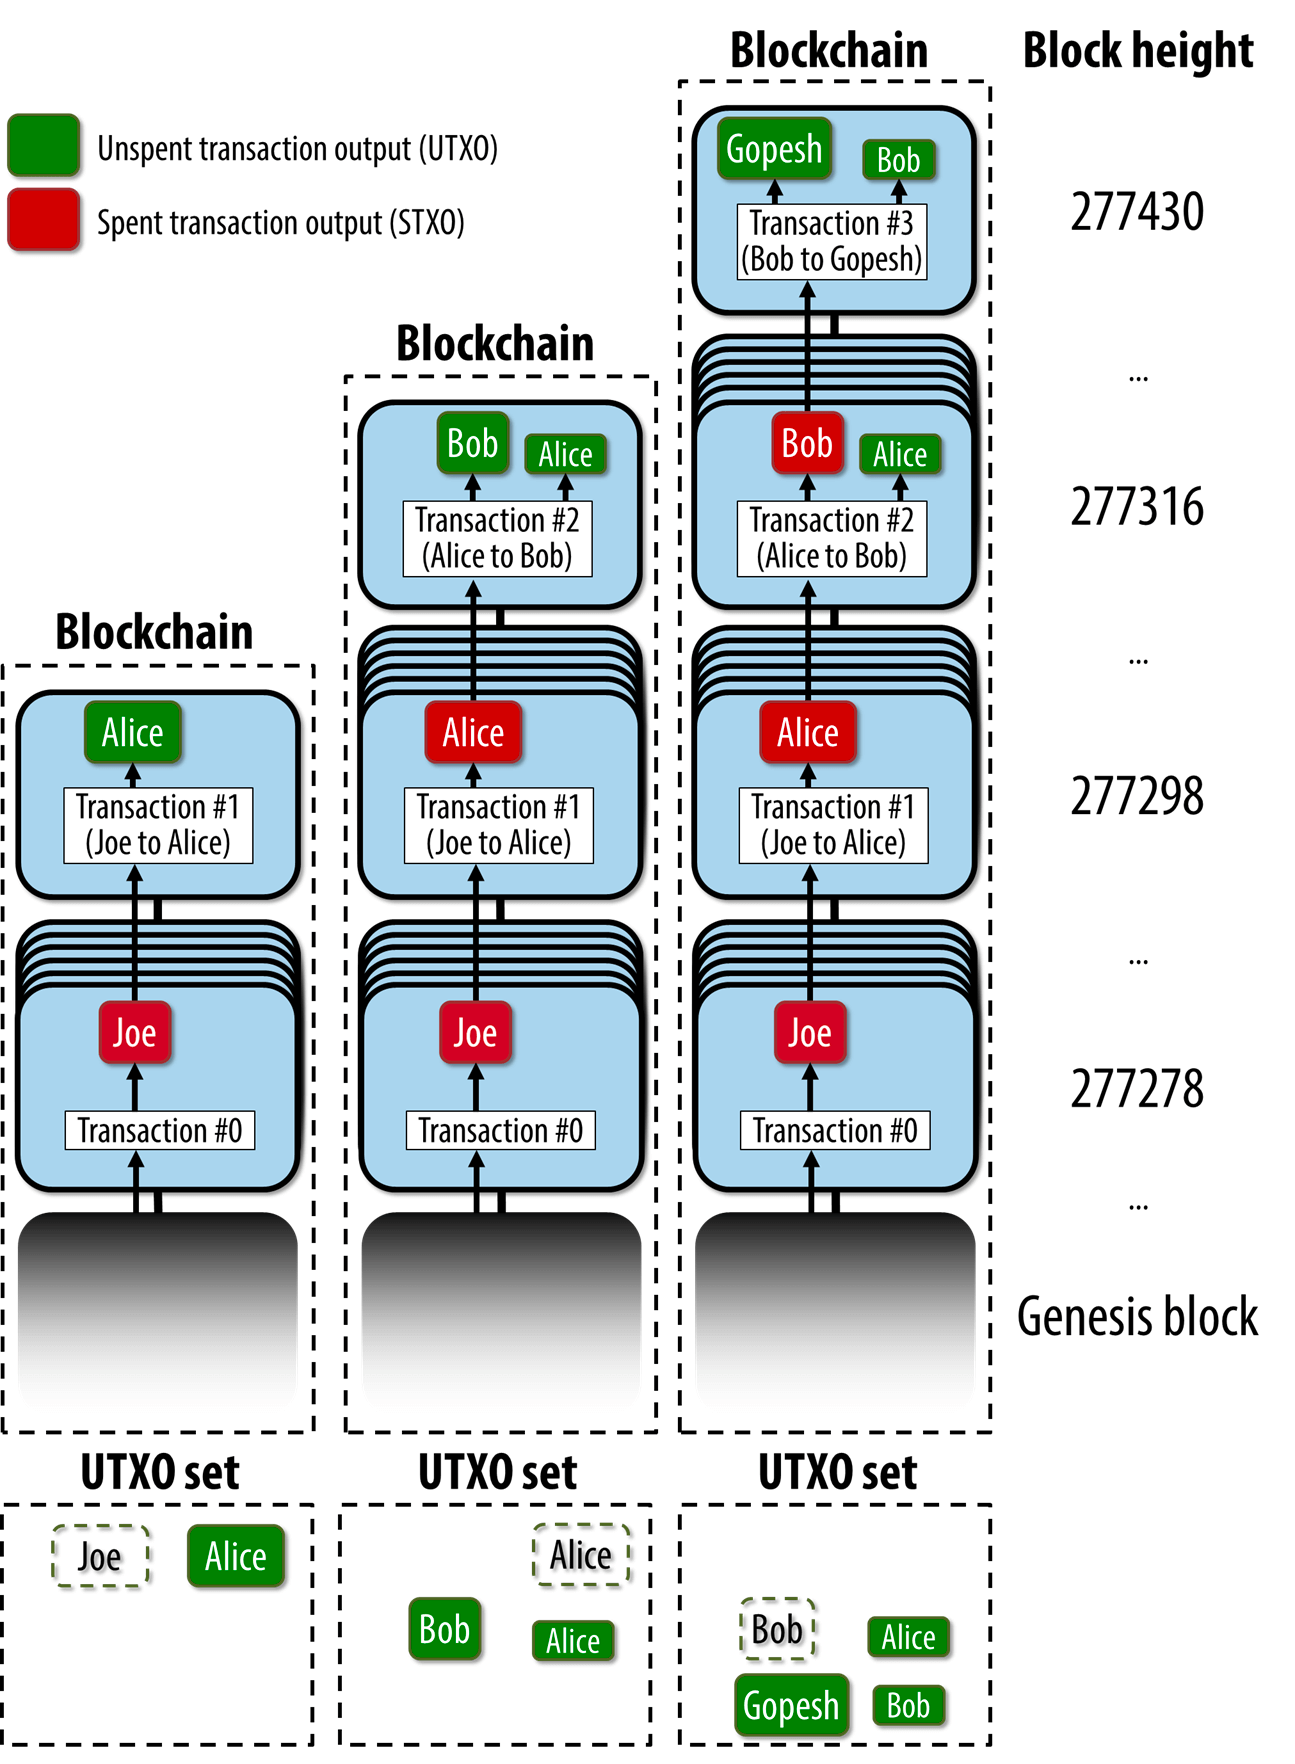 Blockchain
Block height
Unspent transaction output (UTXO)
Spent transaction output (STXO)
Gopesh
Bob
Transaction #3
(Bob to Gopesh)
277430
Blockchain
...
Bob
Alice
Transaction #2
(Alice to Bob)
Bob
Alice
Transaction #2
(Alice to Bob)
277316
Blockchain
...
Alice
Transaction #1
(Joe to Alice)
Alice
Transaction #1
(Joe to Alice)
Alice
Transaction #1
(Joe to Alice)
277298
...
Joe
Transaction #0
Joe
Transaction #0
Joe
Transaction #0
277278
...
Genesis block
UTXO set
UTXO set
UTXO set
Joe
Alice
Alice
Bob
Alice
Bob
Alice
Gopesh
Bob